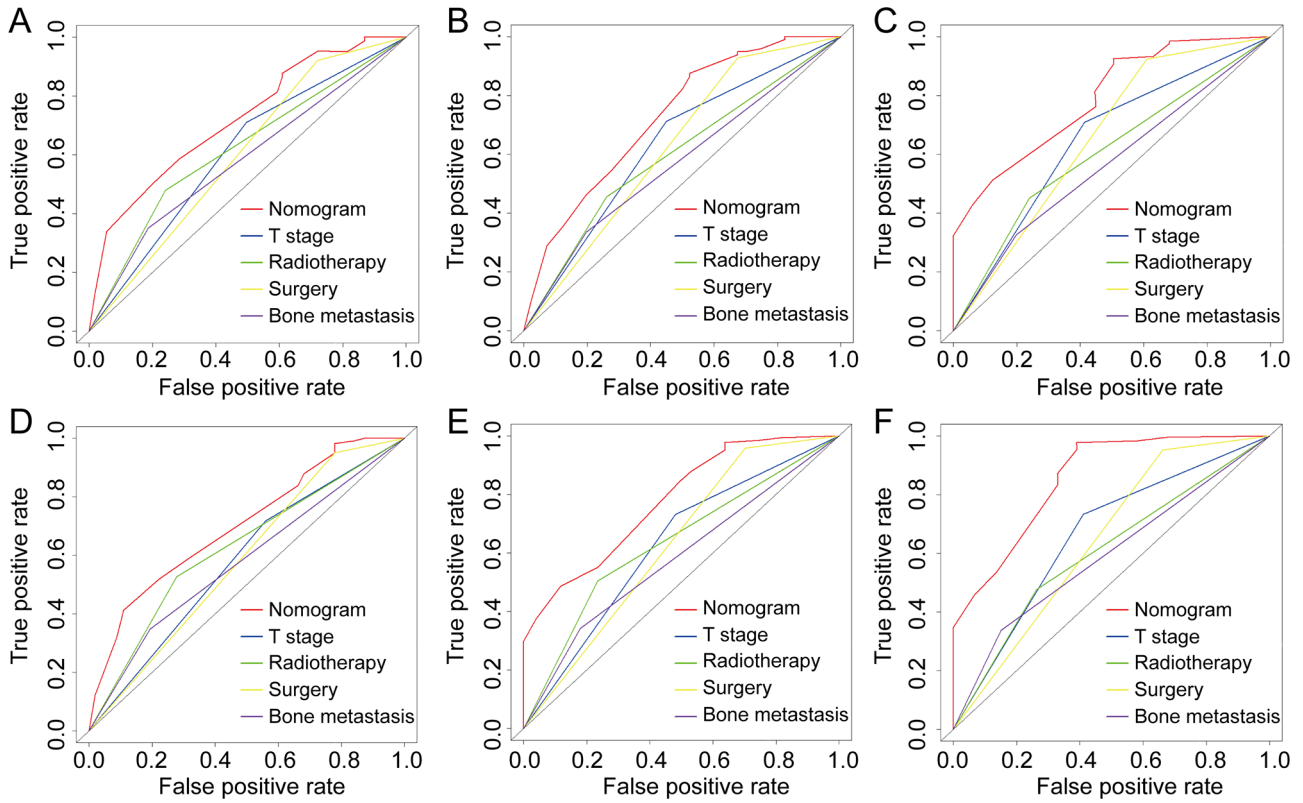 A
True positive rate
0.0 0.2 0.4 0.6 0.8 1.0
Nomogram
T stage
Radiotherapy
Surgery
Bone metastasis
0.0 0.2 0.4 0.6 0.8 1.0
False positive rate
B
True positive rate
0.0 0.2 0.4 0.6 0.8 1.0
Nomogram
T stage
Radiotherapy
Surgery
Bone metastasis
0.0 0.2 0.4 0.6 0.8 1.0
False positive rate
C
True positive rate
0.0 0.2 0.4 0.6 0.8 1.0
Nomogram
T stage
Radiotherapy
Surgery
Bone metastasis
0.0 0.2 0.4 0.6 0.8 1.0
False positive rate
D
True positive rate
0.0 0.2 0.4 0.6 0.8 1.0
Nomogram
T stage
Radiotherapy
Surgery
Bone metastasis
0.0 0.2 0.4 0.6 0.8 1.0
False positive rate
E
True positive rate
0.0 0.2 0.4 0.6 0.8 1.0
Nomogram
T stage
Radiotherapy
Surgery
Bone metastasis
0.0 0.2 0.4 0.6 0.8 1.0
False positive rate
F
True positive rate
0.0 0.2 0.4 0.6 0.8 1.0
Nomogram
T stage
Radiotherapy
Surgery
Bone metastasis
0.0 0.2 0.4 0.6 0.8 1.0
False positive rate